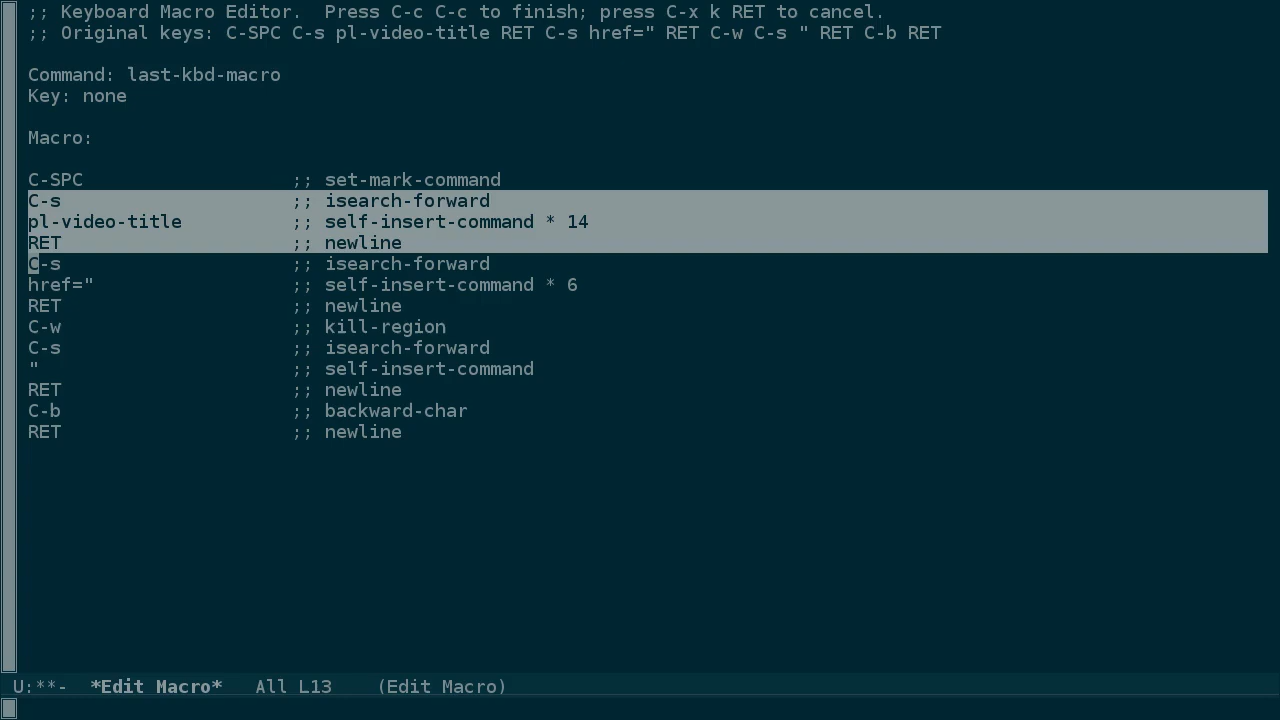 ;; Keyboard Macro Editor.  Press C-c C-c to finish; press C-x k RET to cancel.
;; Original keys: C-SPC C-s pl-video-title RET C-s href=" RET C-w C-s " RET C-b RET
Command: last-kbd-macro
Key: none
Macro:
C-SPC                   ;; set-mark-command
C-s                     ;; isearch-forward
pl-video-title          ;; self-insert-command * 14
RET                     ;; newline
C-s                     ;; isearch-forward
href="                  ;; self-insert-command * 6
RET                     ;; newline
C-w                     ;; kill-region
C-s                     ;; isearch-forward
"                       ;; self-insert-command
RET                     ;; newline
C-b                     ;; backward-char
RET                     ;; newline
U:**-  *Edit Macro*   All L13    (Edit Macro)